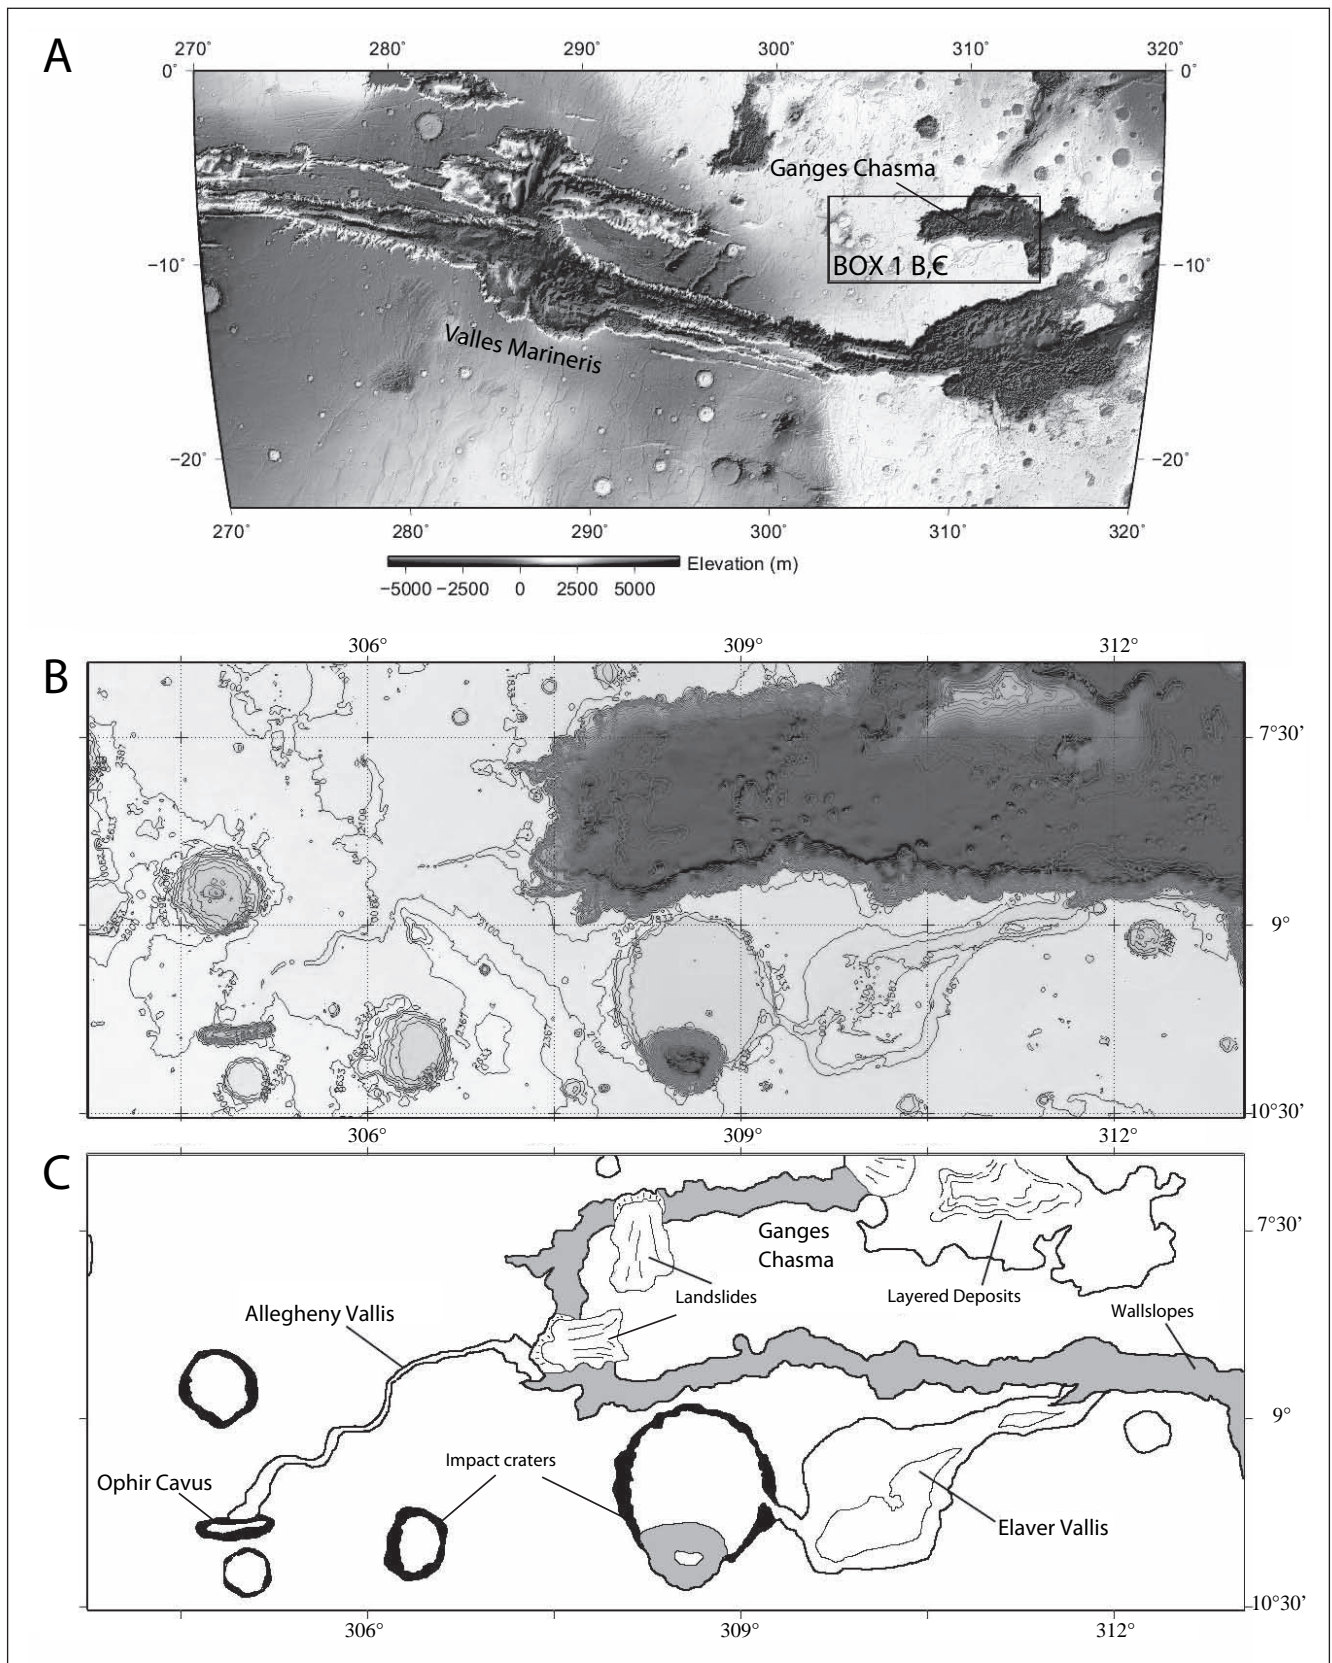 A
270° 280° 290° 300° 310° 320°
0° 0°
Ganges Chasma
BOX 1 B,C
−10° −10°
Valles Marineris
−20° −20°
270° 280° 290° 300° 310° 320°
Elevation (m)
−5000 −2500 0 2500 5000
B
306° 309° 312°
7°30’
9°
10°30’
306° 309° 312°
C
7°30’
Ganges
Chasma
Landslides
Layered Deposits
Wallslopes
Allegheny Vallis
9°
Impact craters
Ophir Cavus
Elaver Vallis
10°30’
306° 309° 312°